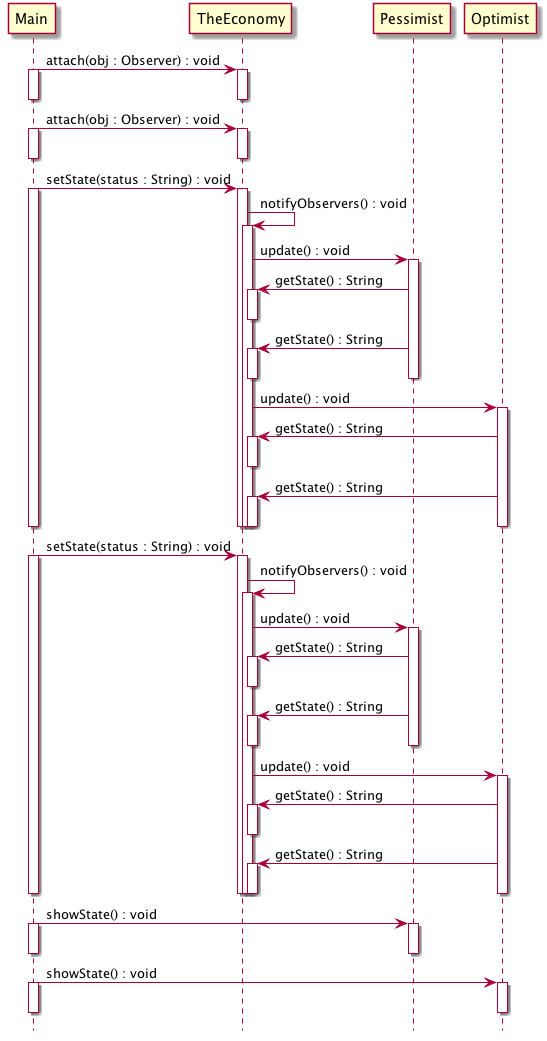 Main
TheEconomy
Pessimist
Optimist
attach(obj : Observer) : void
attach(obj : Observer) : void
setState(status : String) : void
notifyObservers() : void
update() : void
getState() : String
getState() : String
update() : void
getState() : String
getState() : String
setState(status : String) : void
notifyObservers() : void
update() : void
getState() : String
getState() : String
update() : void
getState() : String
getState() : String
showState() : void
showState() : void